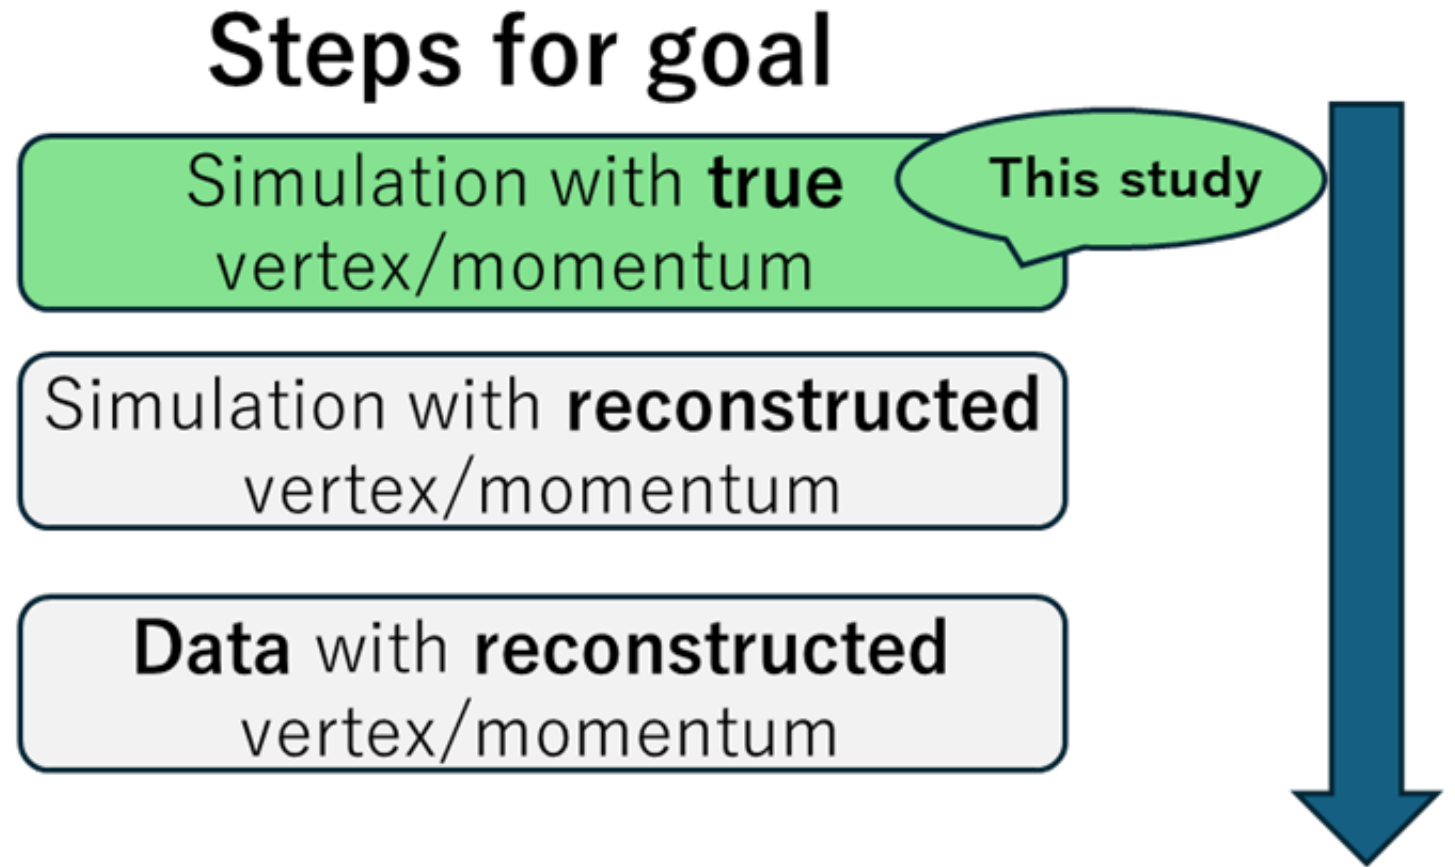 Steps for goal
Simulation with true
vertex/momentum
This study
Simulation with reconstructed
vertex/momentum
Data with reconstructed
vertex/momentum